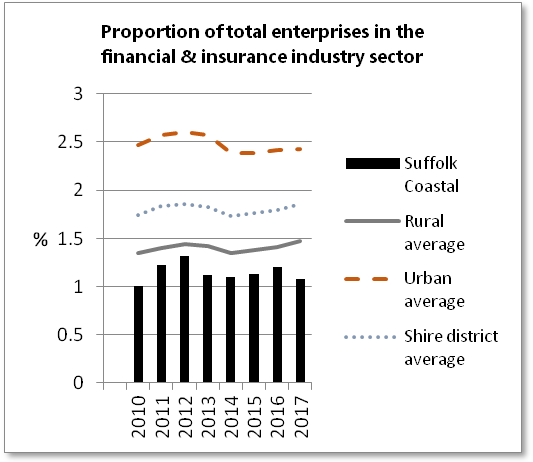 Proportion of total enterprises in the
financial & insurance industry sector
3
2.5
2
1.5
1
0.5
0
%
2010
2011
2012
2013
2014
2015
2016
2017
Suffolk
Coastal
Rural
average
Urban
average
Shire district
average